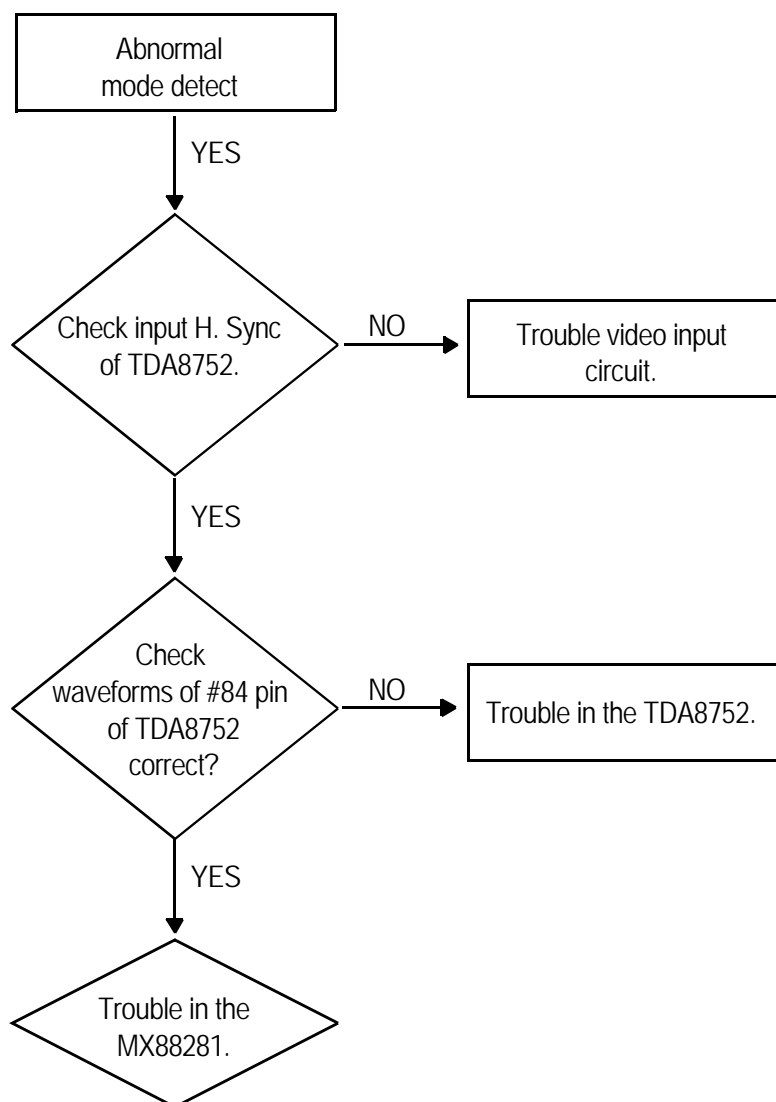 Abnormal
mode detect
YES
Check input H. Sync
of TDA8752.
NO
Trouble video input
circuit.
YES
Check
waveforms of #84 pin
of TDA8752
correct?
NO
Trouble in the TDA8752.
YES
Trouble in the
MX88281.